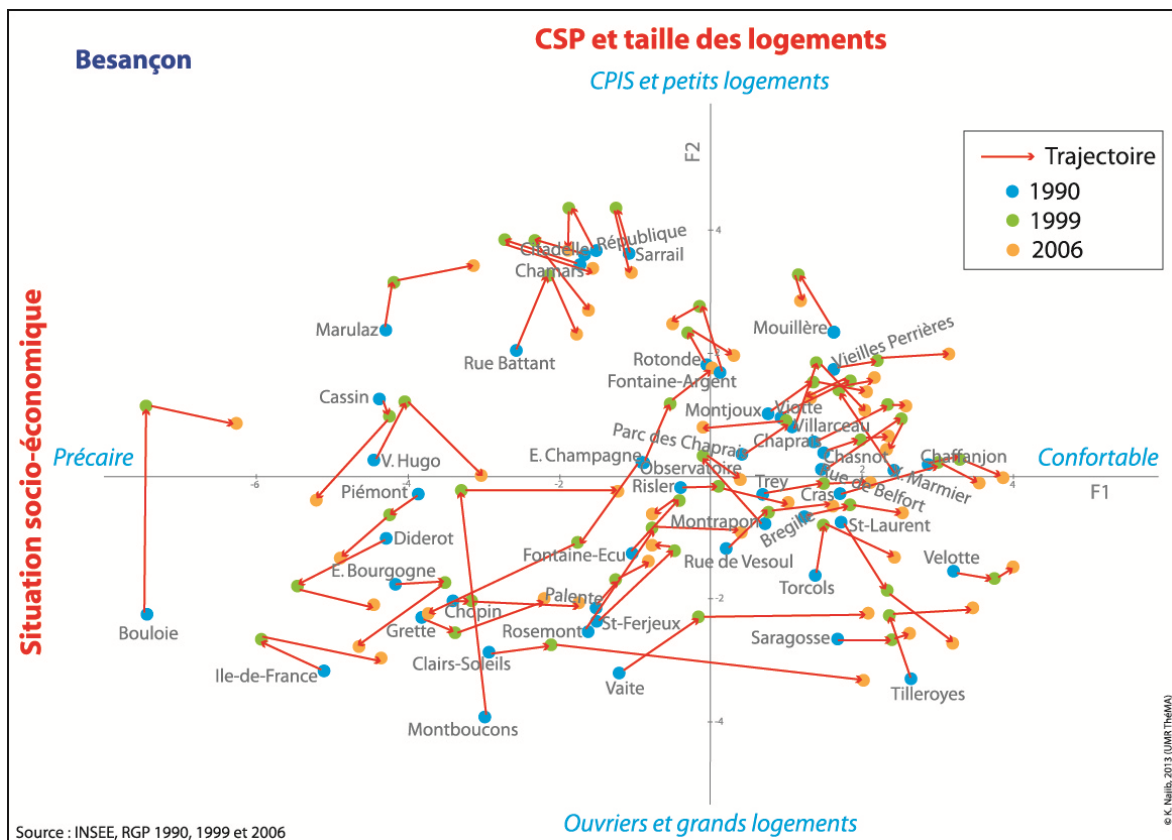 CSP et taille des logements
Besançon
CPIS et petits logements
F2
Trajectoire
1990
1999
2006
4
République
Citadelle
Sarrail
Chamars
Marulaz
Mouillère
Rue Battant
Vieilles Perrières
2
Rotonde
Fontaine-Argent
Cassin
Montjoux
Viotte
Villarceau
Parc des Chaprais
Chaprais
V. Hugo
E. Champagne
Chasnot
Chaffanjon
Précaire
Confortable
Observatoire
-6
-4
-2
2
4
F1
X. Marmier
Risler
Trey
Cras
Rue de Belfort
Piémont
Montrapon
Bregille
St-Laurent
Diderot
Fontaine-Ecu
Rue de Vesoul
Velotte
E. Bourgogne
Torcols
Palente
-2
Chopin
Bouloie
Grette
Rosemont
St-Ferjeux
Saragosse
Clairs-Soleils
Ile-de-France
Vaite
Tilleroyes
Montboucons
-4
Situation socio-économique
Ouvriers et grands logements
Source : INSEE, RGP 1990, 1999 et 2006